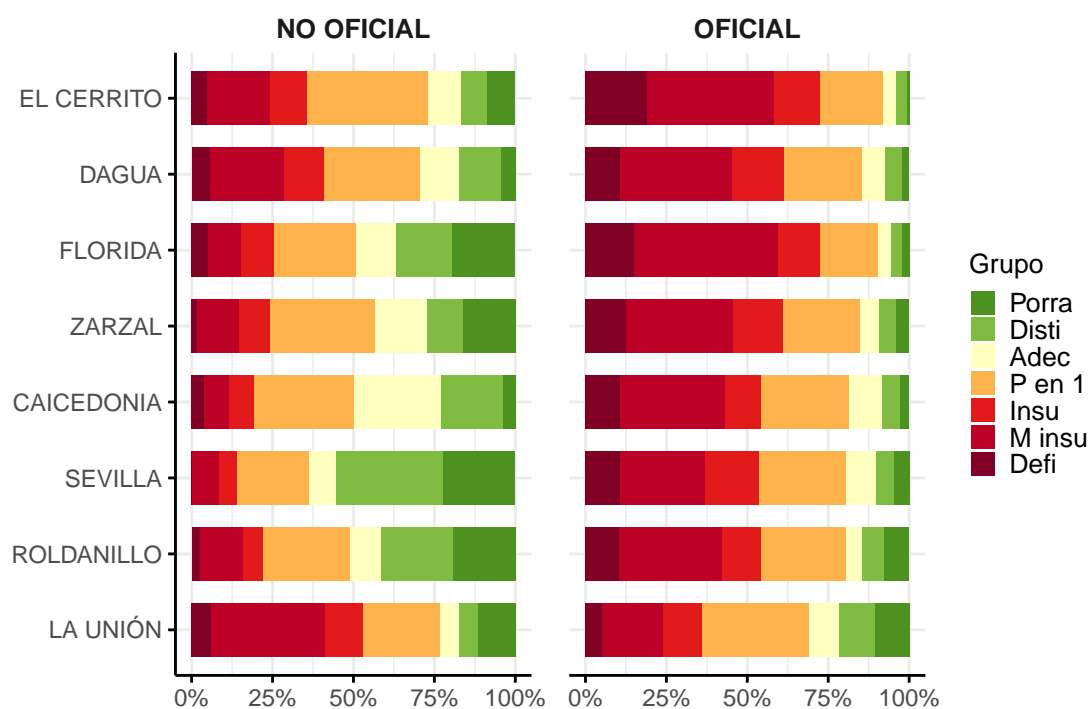 NO OFICIAL OFICIAL
EL CERRITO
DAGUA
FLORIDA
ZARZAL
CAICEDONIA
SEVILLA
ROLDANILLO
LA UNIÓN
0% 25% 50% 75% 100% 0% 25% 50% 75% 100%
Grupo
Porra
Disti
Adec
P en 1
Insu
M insu
Defi